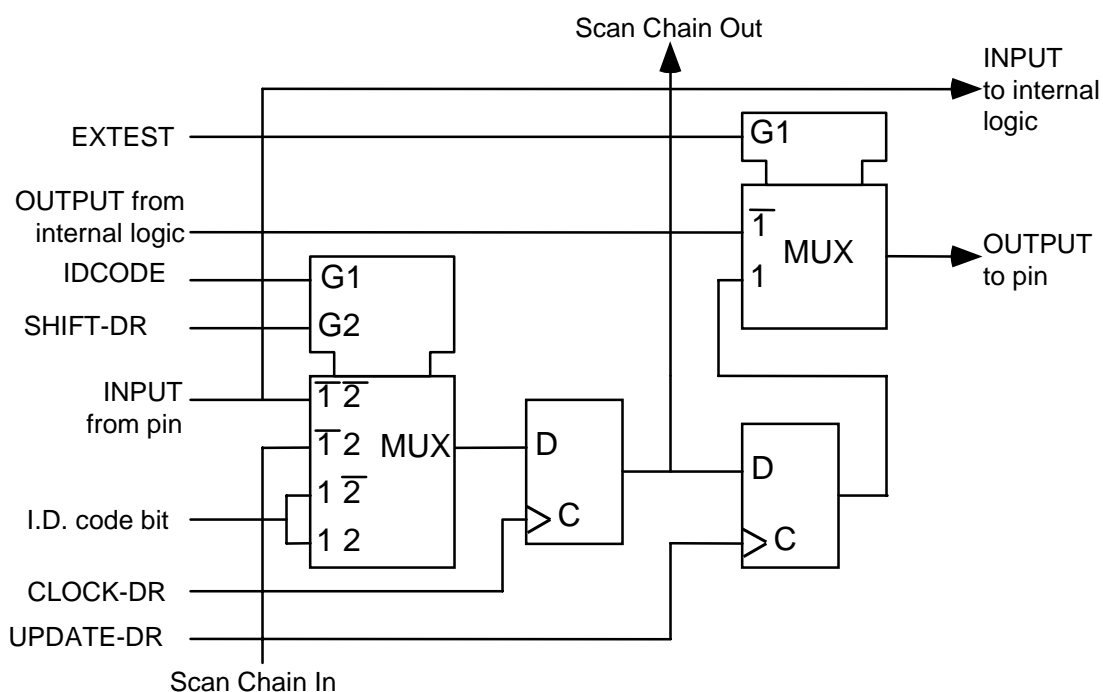 Scan Chain Out
INPUT
to internal
logic
EXTEST
G1
OUTPUT from
internal logic
1̅
MUX
1
OUTPUT
to pin
IDCODE
G1
SHIFT-DR
G2
INPUT
from pin
1̅ 2̅
1̅ 2
MUX
1 2̅
1 2
I.D. code bit
D
C
D
C
CLOCK-DR
UPDATE-DR
Scan Chain In